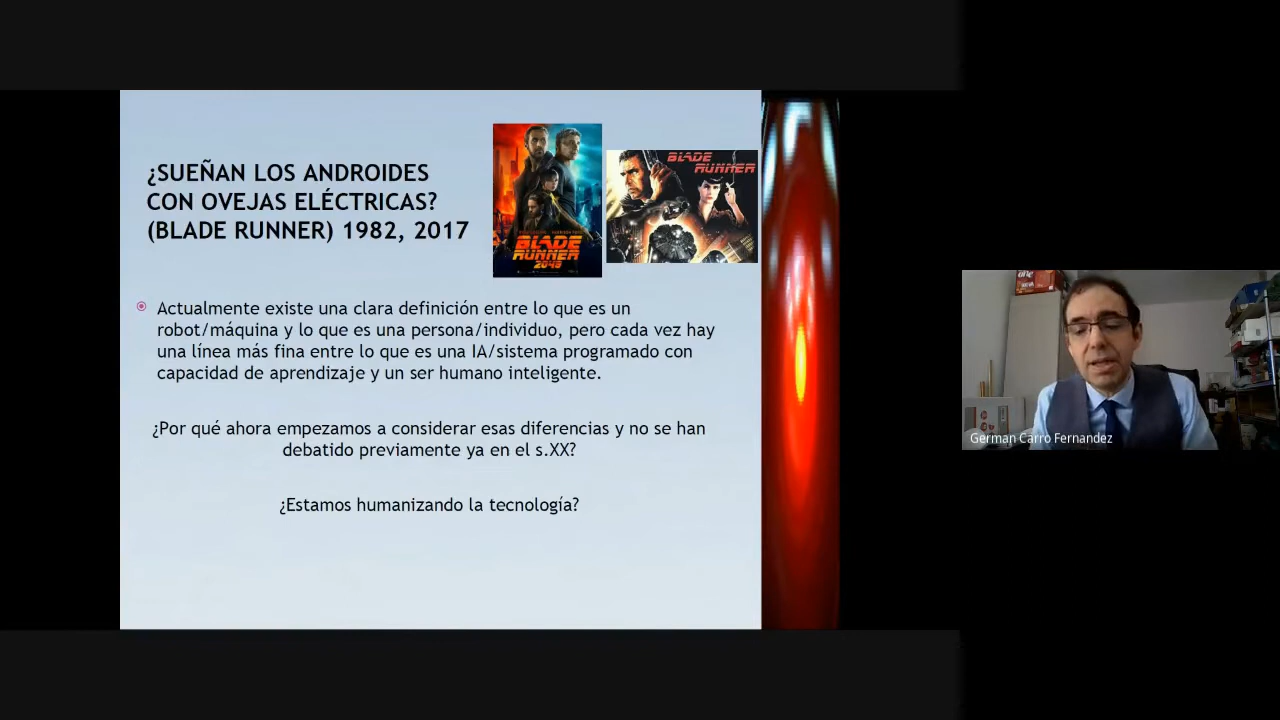 ¿SUEÑAN LOS ANDROIDES
CON OVEJAS ELÉCTRICAS?
(BLADE RUNNER) 1982, 2017
BLADE
RUNNER
2049
BLADE
RUNNER
Actualmente existe una clara definición entre lo que es un
robot/máquina y lo que es una persona/individuo, pero cada vez hay
una línea más fina entre lo que es una IA/sistema programado con
capacidad de aprendizaje y un ser humano inteligente.
¿Por qué ahora empezamos a considerar esas diferencias y no se han
debatido previamente ya en el s.XX?
¿Estamos humanizando la tecnología?
German Carro Fernandez